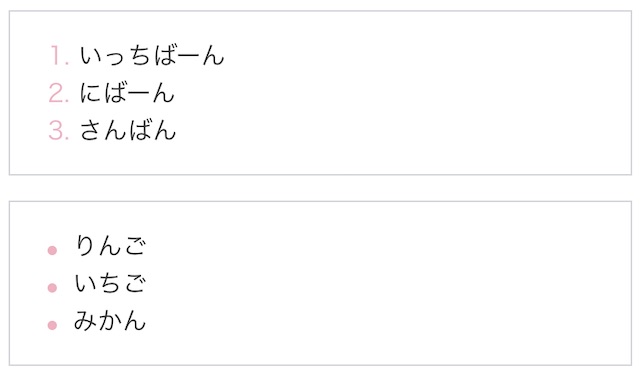 1. いっちばーん
2. にばーん
3. さんばん
• りんご
• いちご
• みかん